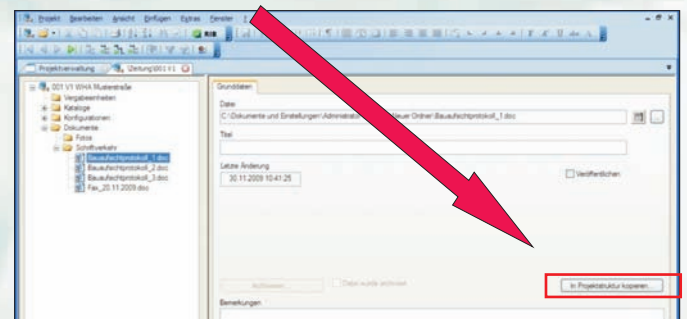 Projekt Bearbeiten Ansicht Einfügen Extras Fenster
Projektverwaltung
001 V1 WHA Musterstraße
Vergabeeinheiten
Kataloge
Konfigurationen
Dokumente
Fotos
Schriftverkehr
Bauaufsichtprotokoll_1.doc
Bauaufsichtprotokoll_2.doc
Bauaufsichtprotokoll_3.doc
Fax_20.11.2009.doc
Grunddaten
Datei
C:\Dokumente und Einstellungen\Administrator Neuer Ordner\Bauaufsichtprotokoll_1.doc
Titel
Letzte Änderung
30.11.2009 10:41:25
Veröffentlichen
Archivieren...
Datei wurde archiviert
In Projektstruktur kopieren...
Bemerkungen